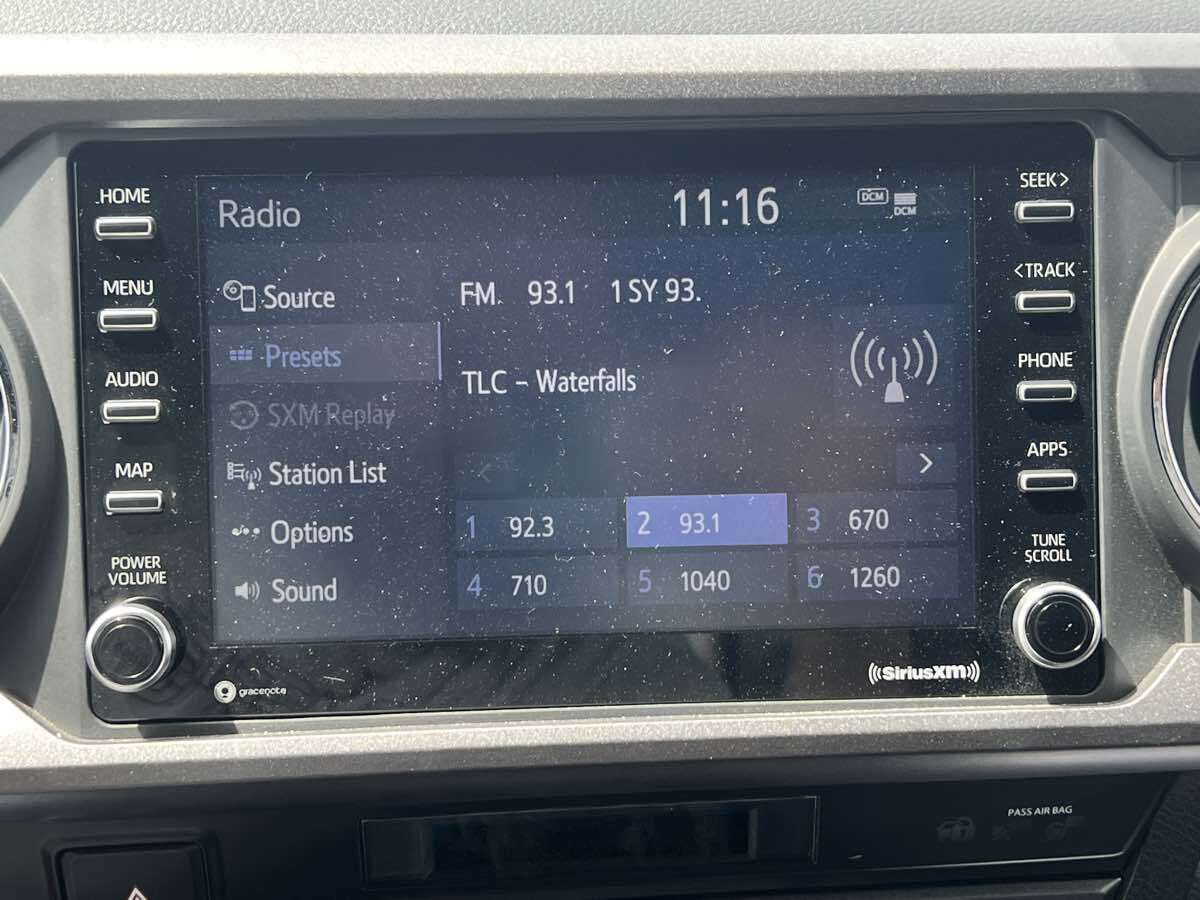 HOME
MENU
AUDIO
MAP
POWER
VOLUME
Radio
11:16
DCM
DCM
Source
Presets
SXM Replay
Station List
Options
Sound
FM 93.1 1 SY 93.
TLC - Waterfalls
1 92.3
2 93.1
3 670
4 710
5 1040
6 1260
SEEK>
<TRACK
PHONE
APPS
TUNE
SCROLL
gracenote
SiriusXM
PASS AIR BAG